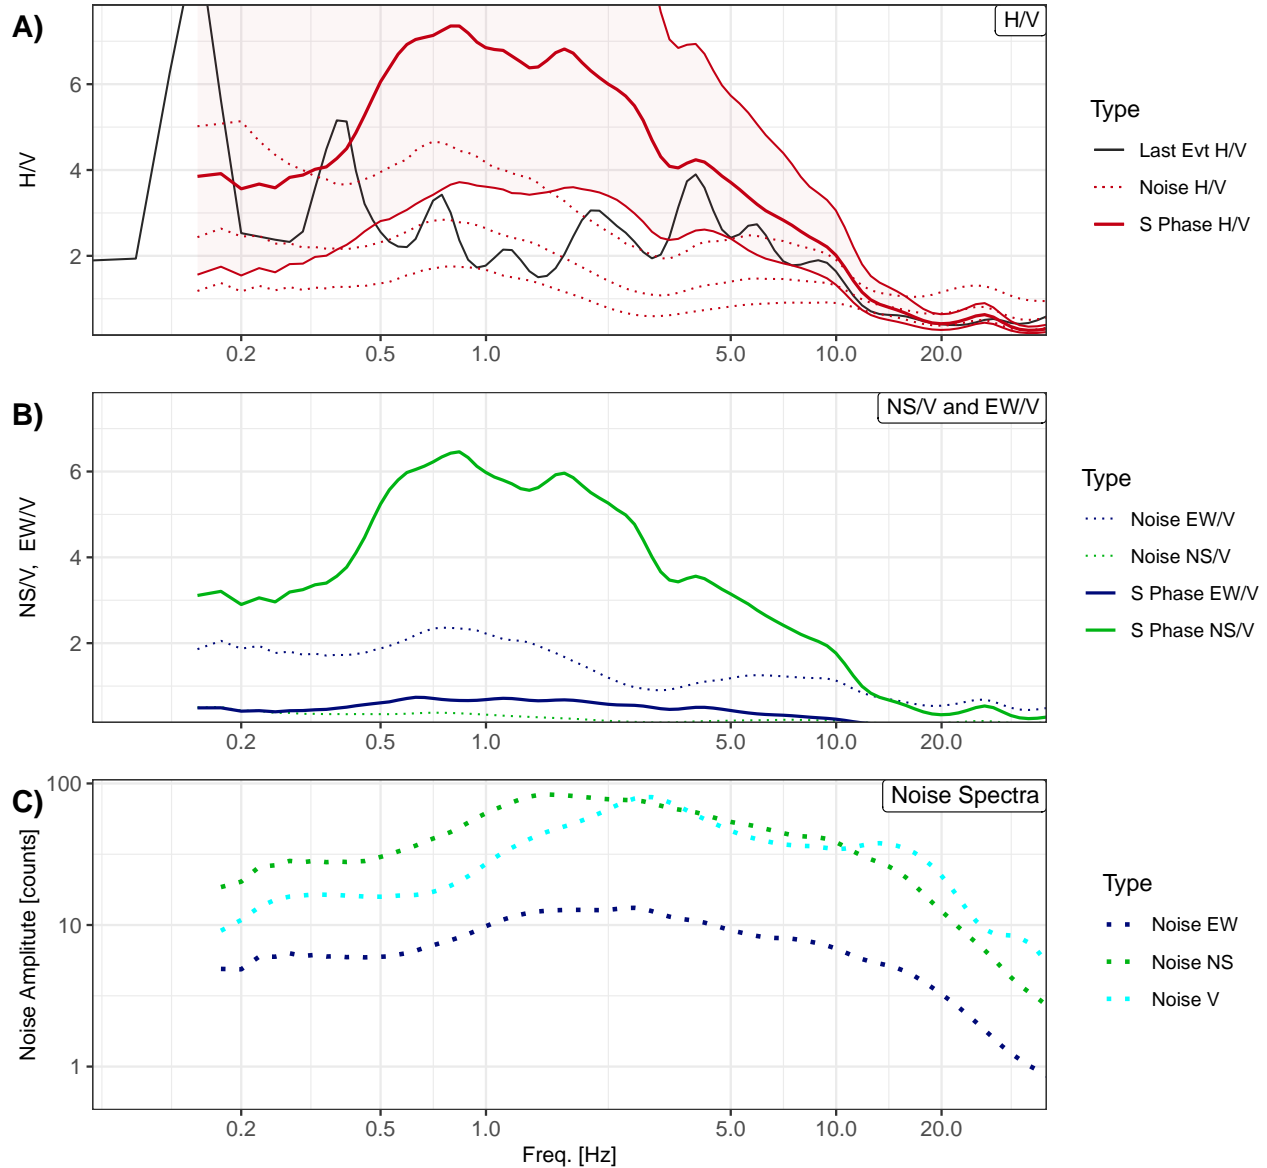 A)
H/V
H/V
6
4
2
0.2 0.5 1.0 5.0 10.0 20.0
Type
Last Evt H/V
Noise H/V
S Phase H/V
B)
NS/V and EW/V
NS/V, EW/V
6
4
2
0.2 0.5 1.0 5.0 10.0 20.0
Type
Noise EW/V
Noise NS/V
S Phase EW/V
S Phase NS/V
C)
Noise Spectra
Noise Amplitude [counts]
100
10
1
0.2 0.5 1.0 5.0 10.0 20.0
Freq. [Hz]
Type
Noise EW
Noise NS
Noise V